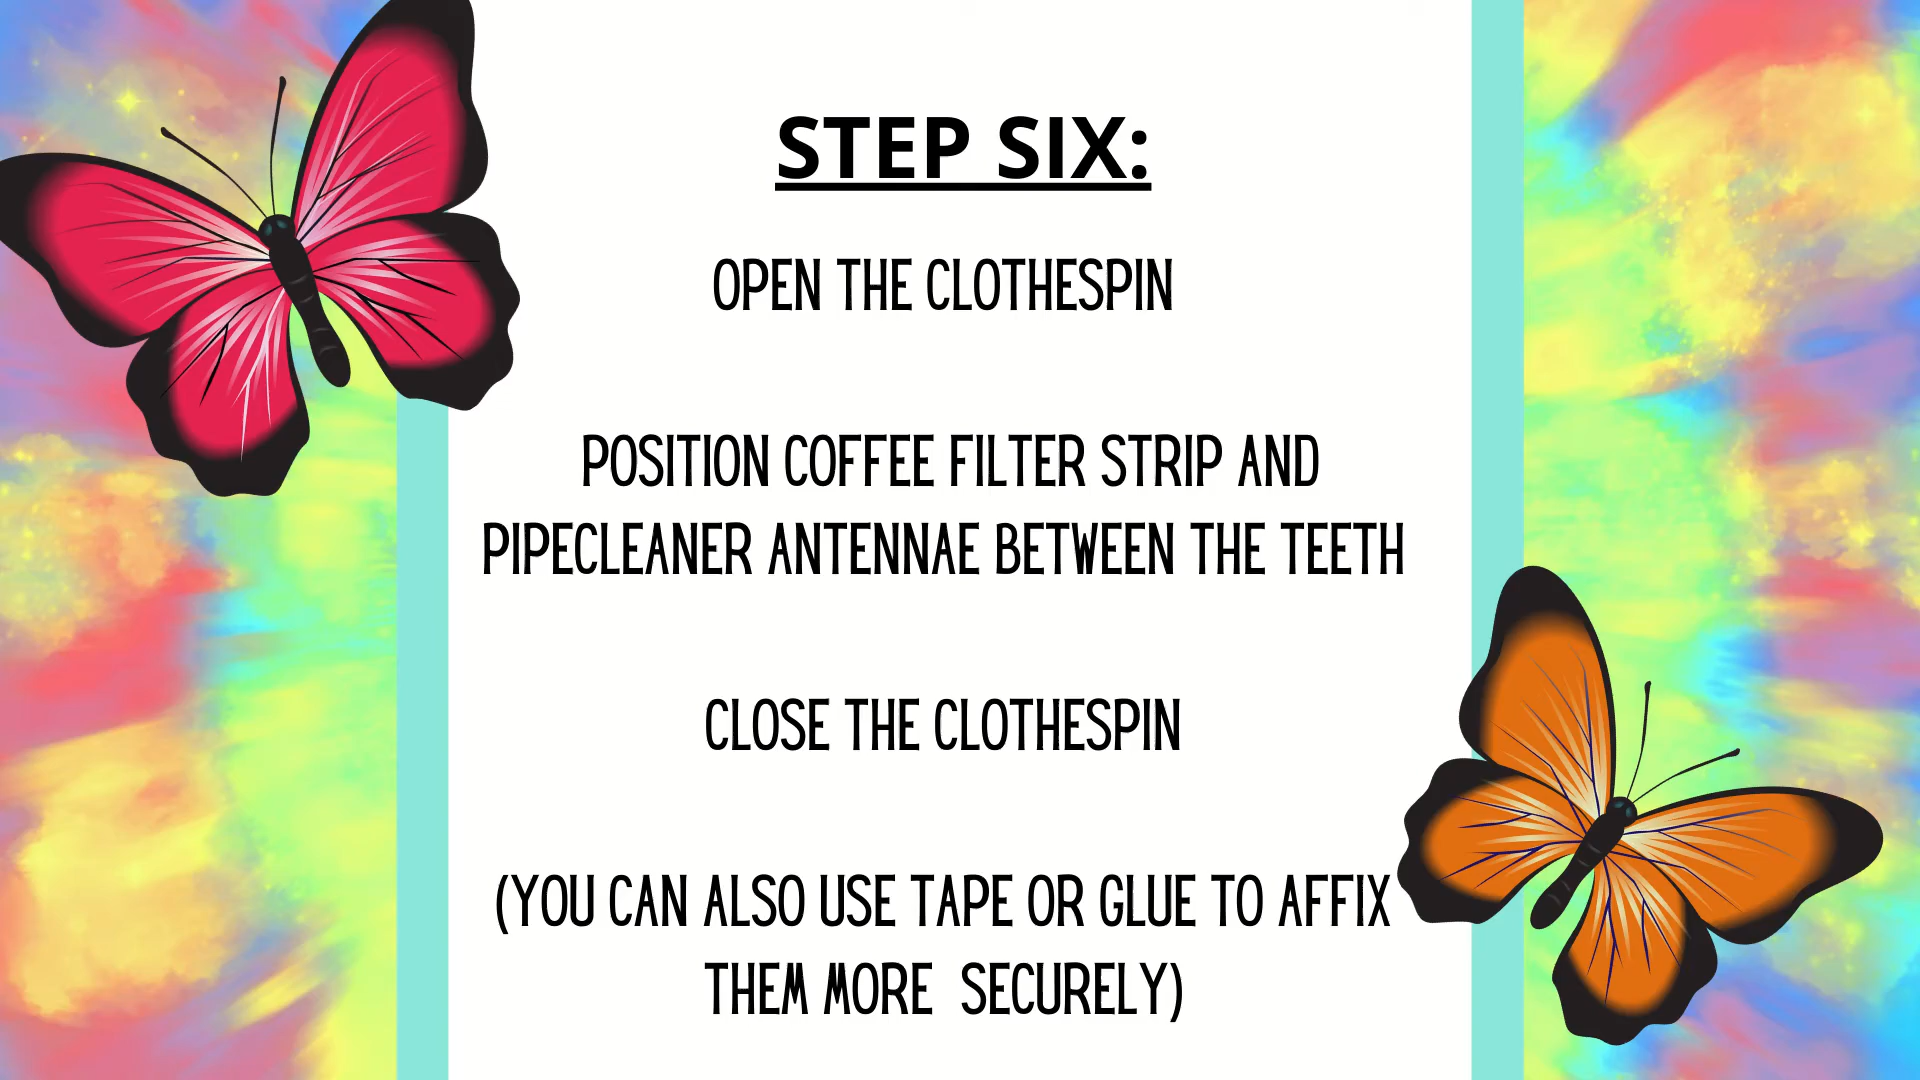 STEP SIX:
OPEN THE CLOTHESPIN
POSITION COFFEE FILTER STRIP AND
PIPECLEANER ANTENNAE BETWEEN THE TEETH
CLOSE THE CLOTHESPIN
(YOU CAN ALSO USE TAPE OR GLUE TO AFFIX
THEM MORE SECURELY)